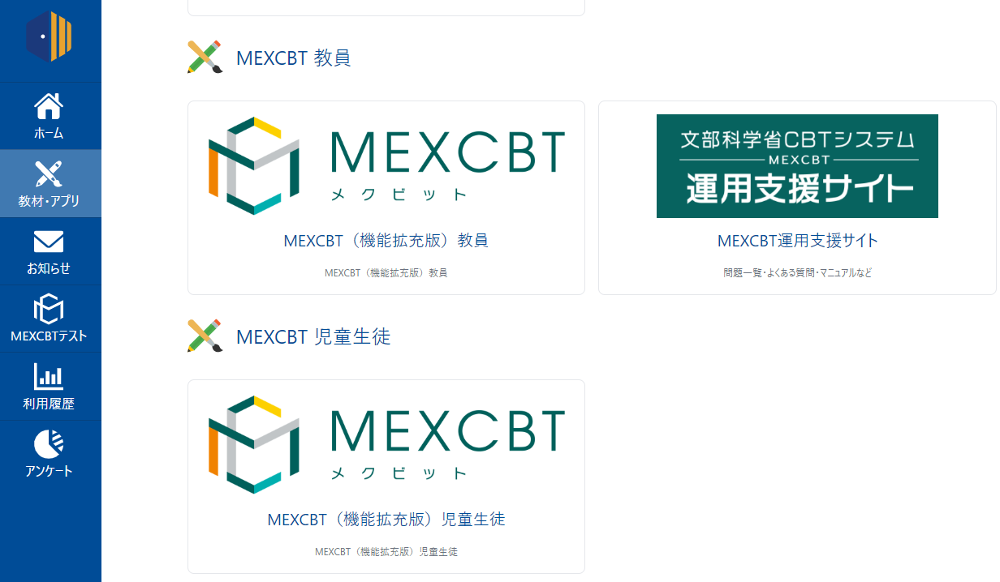 ホーム
教材・アプリ
お知らせ
MEXCBTテスト
利用履歴
アンケート
MEXCBT 教員
MEXCBT
メクビット
MEXCBT（機能拡充版）教員
MEXCBT（機能拡充版）教員
文部科学省CBTシステム
MEXCBT
運用支援サイト
MEXCBT運用支援サイト
問題一覧・よくある質問・マニュアルなど
MEXCBT 児童生徒
MEXCBT
メクビット
MEXCBT（機能拡充版）児童生徒
MEXCBT（機能拡充版）児童生徒